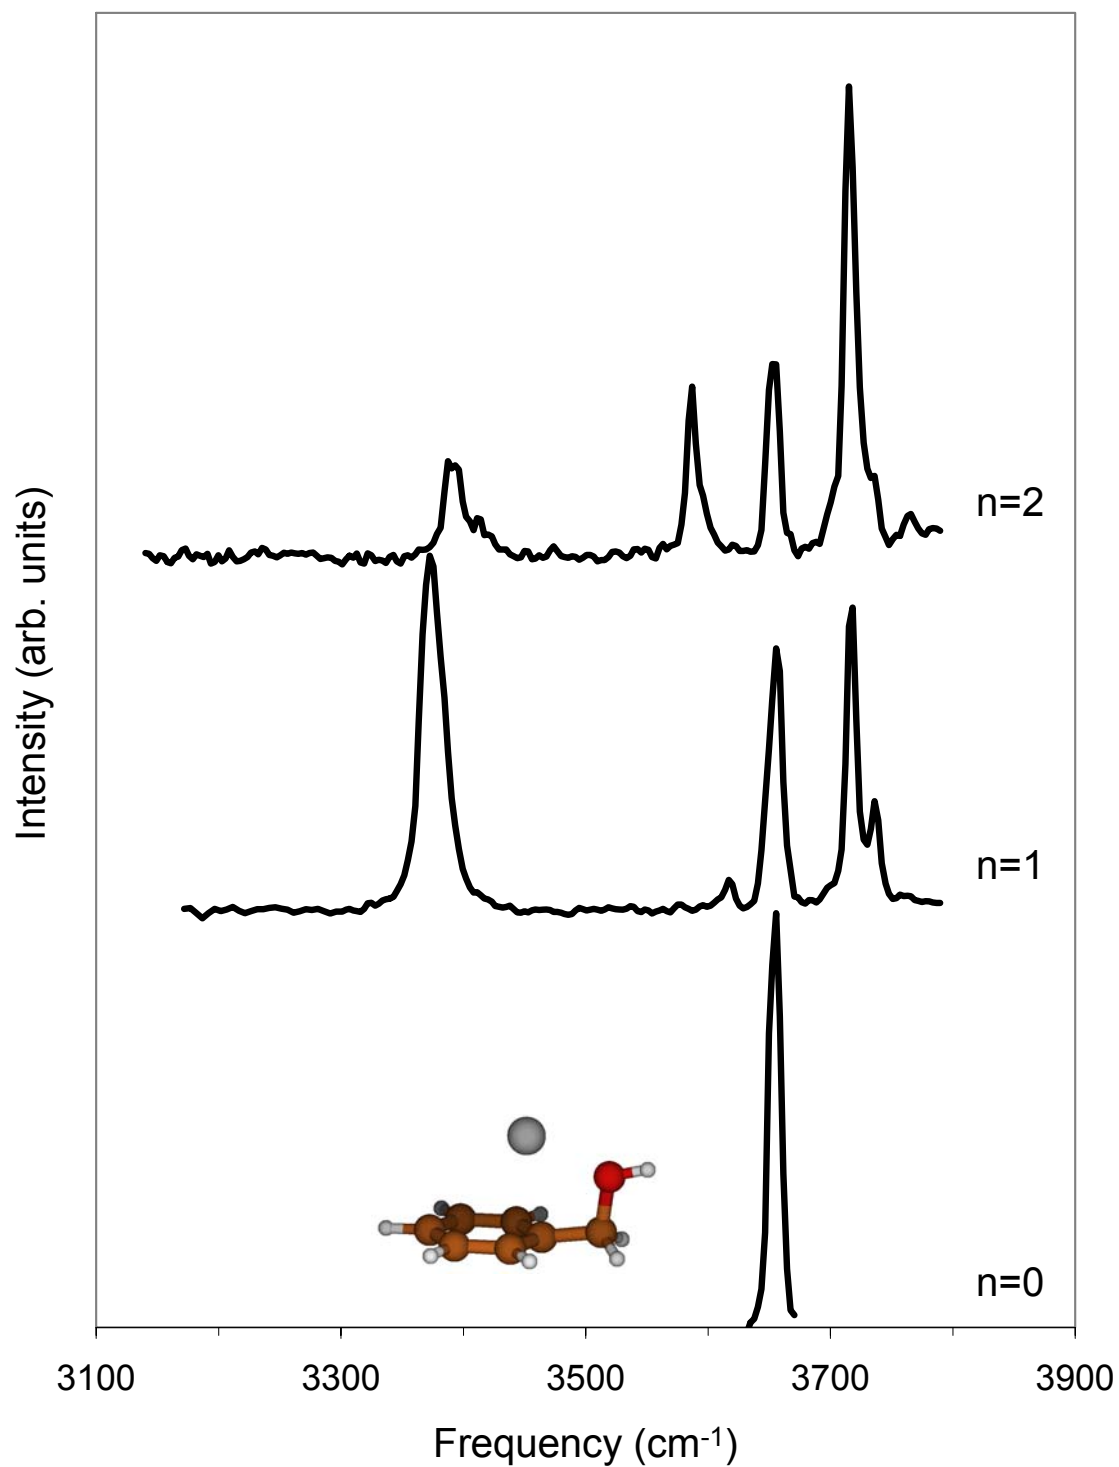 Intensity (arb. units)
n=2
n=1
n=0
3100 3300 3500 3700 3900
Frequency (cm-1)